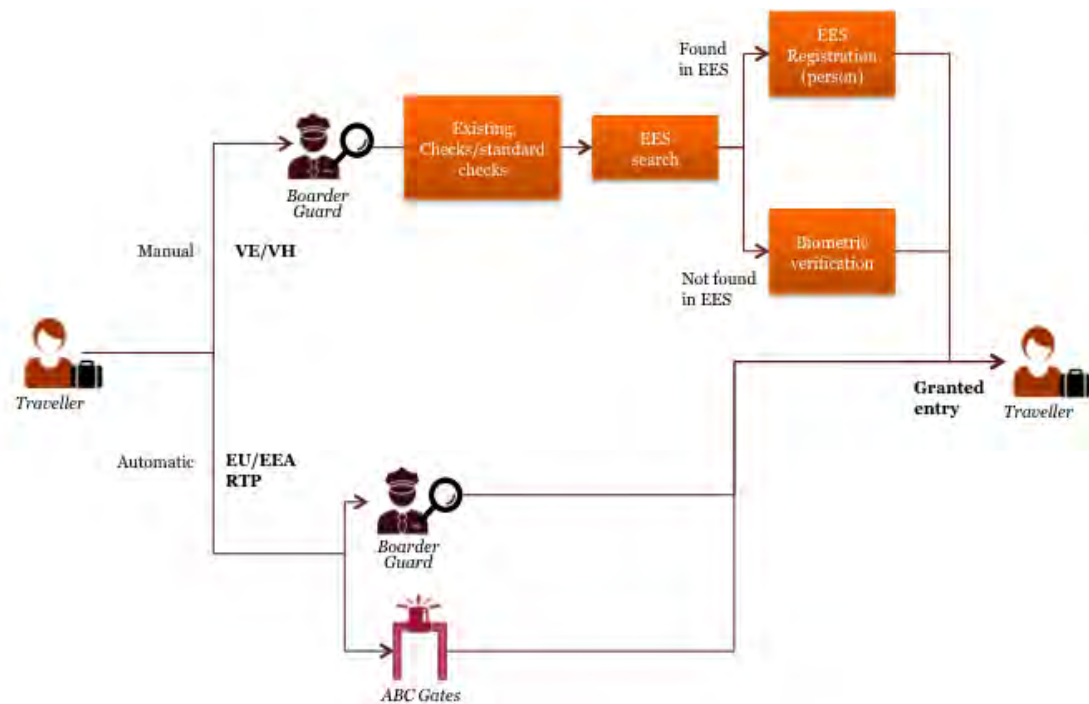 Found
in EES
EES
Registration
(person)
Existing
Checks/standard
checks
EES
search
Boarder
Guard
Manual
VE/VH
Biometric
verification
Not found
in EES
Traveller
Granted
entry
Traveller
Automatic
EU/EEA
RTP
Boarder
Guard
ABC Gates